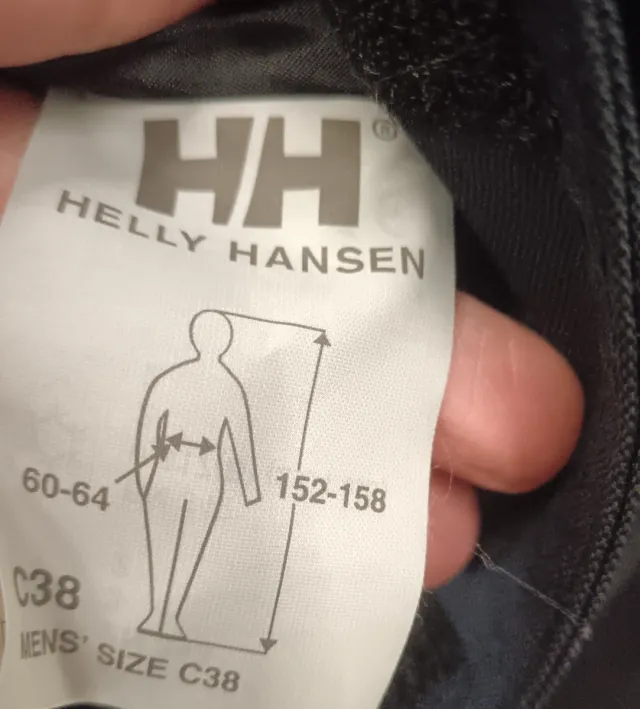 HH®
HELLY HANSEN
60-64
152-158
C38
MENS' SIZE C38